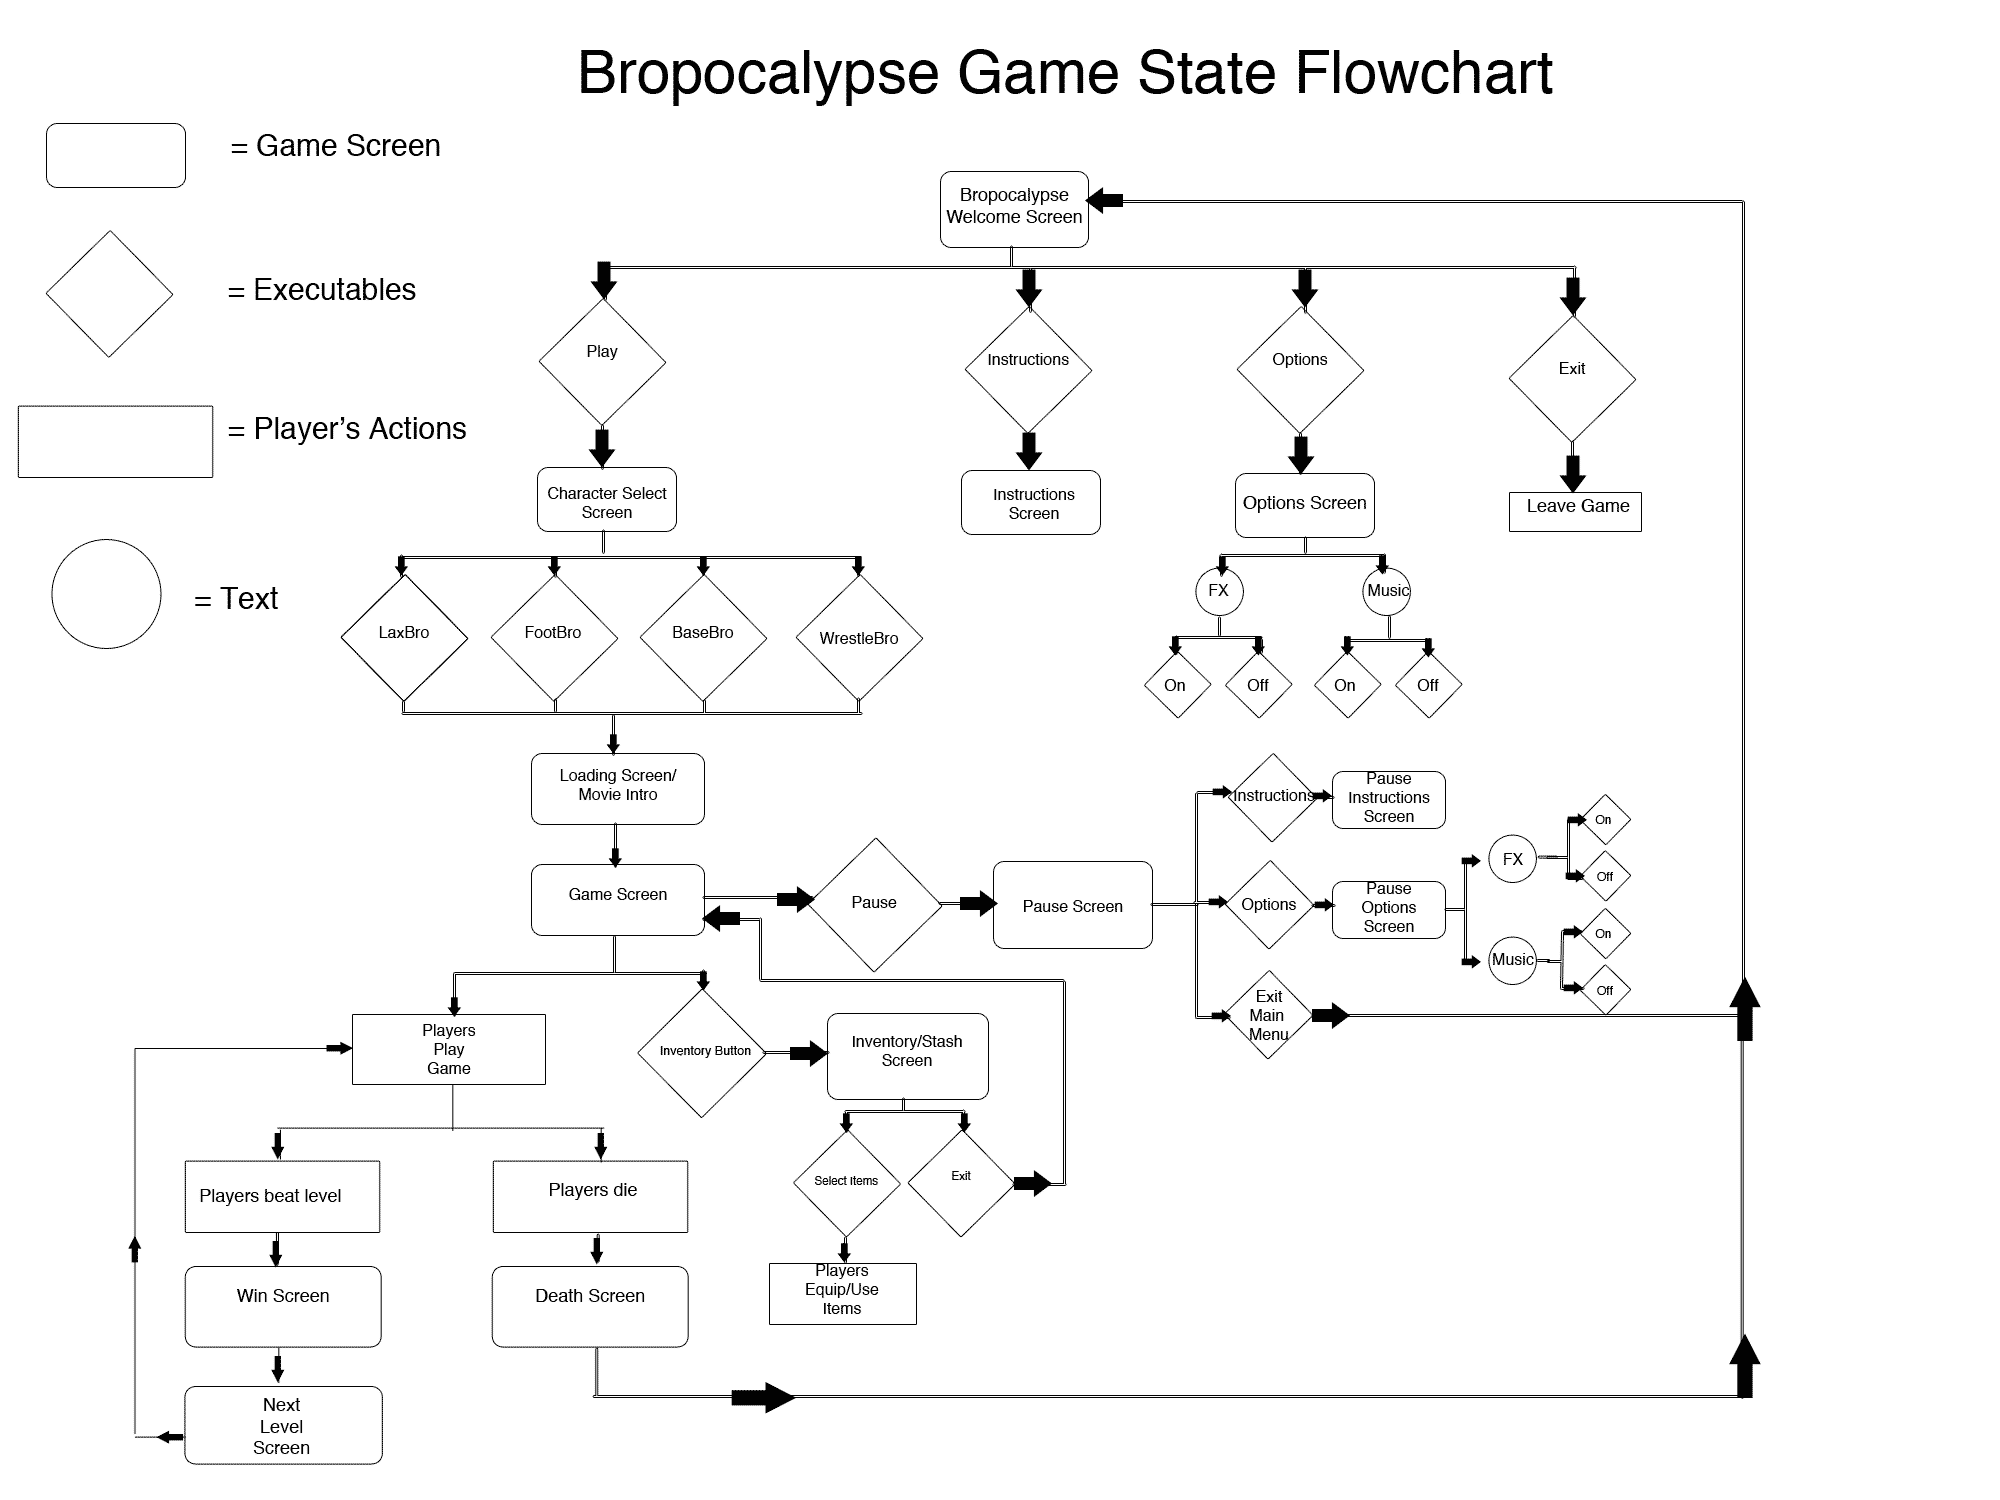 Bropocalypse Game State Flowchart
= Game Screen
= Executables
= Player's Actions
= Text
Bropocalypse
Welcome Screen
Play
Instructions
Options
Exit
Character Select
Screen
Instructions
Screen
Options Screen
Leave Game
LaxBro
FootBro
BaseBro
WrestleBro
FX
Music
On
Off
On
Off
Loading Screen/
Movie Intro
Game Screen
Pause
Pause Screen
Instructions
Pause
Instructions
Screen
Options
Pause
Options
Screen
FX
On
Off
Music
On
Off
Exit
Main
Menu
Players
Play
Game
Inventory Button
Inventory/Stash
Screen
Select Items
Exit
Players
Equip/Use
Items
Players beat level
Players die
Win Screen
Death Screen
Next
Level
Screen